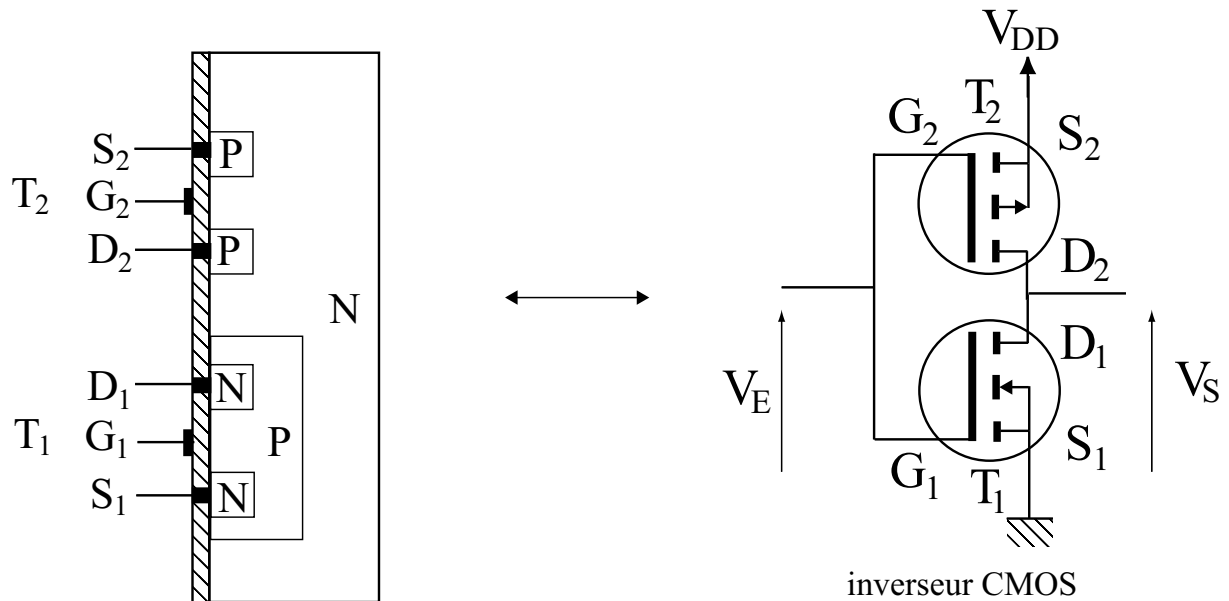 S2
P
T2 G2
D2
P
N
D1
N
T1 G1
P
S1
N
VDD
T2
G2
S2
D2
VE
D1
VS
G1
S1
T1
inverseur CMOS